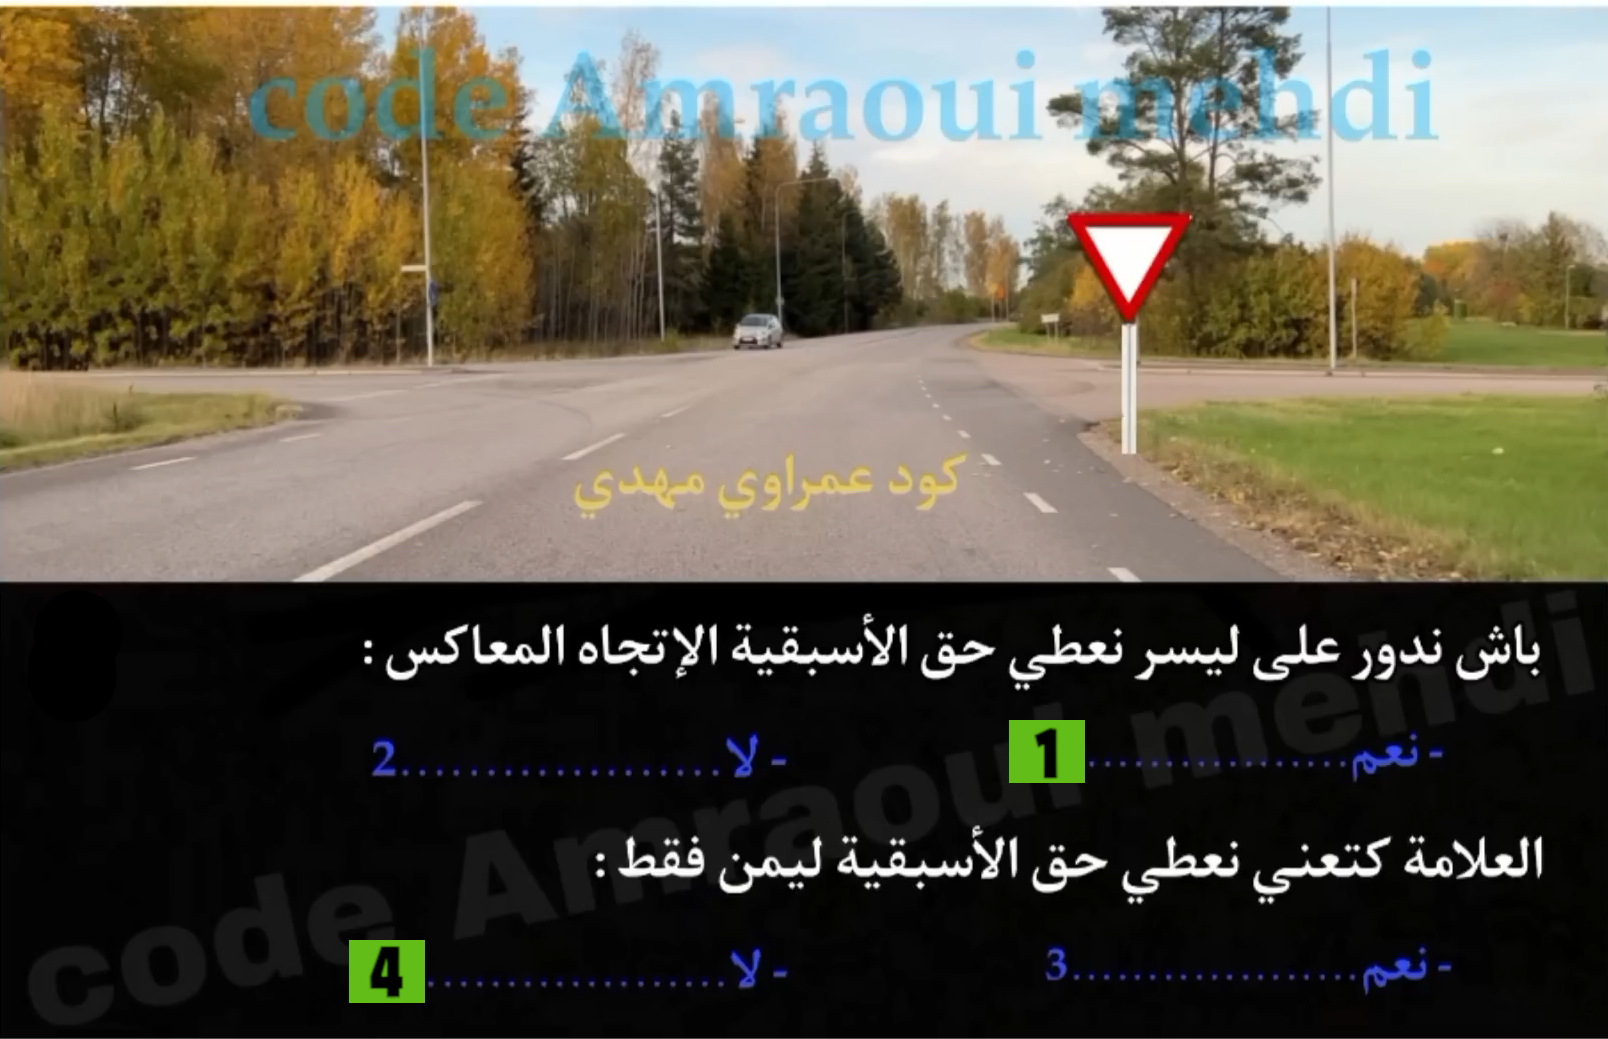 code Amraoui mehdi
كود عمراوي مهدي
باش ندور على ليسر نعطي حق الأسبقية الإتجاه المعاكس :
- نعم..................1 - لا....................2
العلامة كتعني نعطي حق الأسبقية ليمن فقط :
- نعم....................3 - لا....................4
code Amraoui mehdi